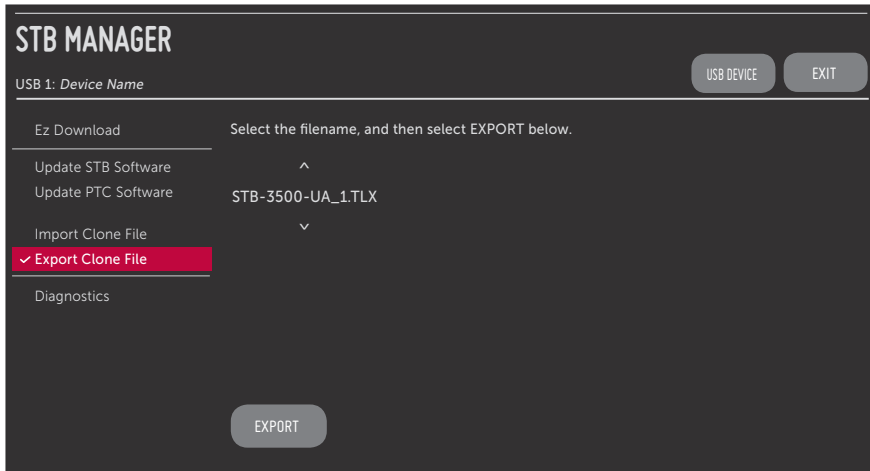 STB MANAGER
USB 1: Device Name
USB DEVICE
EXIT
Ez Download
Update STB Software
Update PTC Software
Import Clone File
Export Clone File
Diagnostics
Select the filename, and then select EXPORT below.
STB-3500-UA_1.TLX
EXPORT